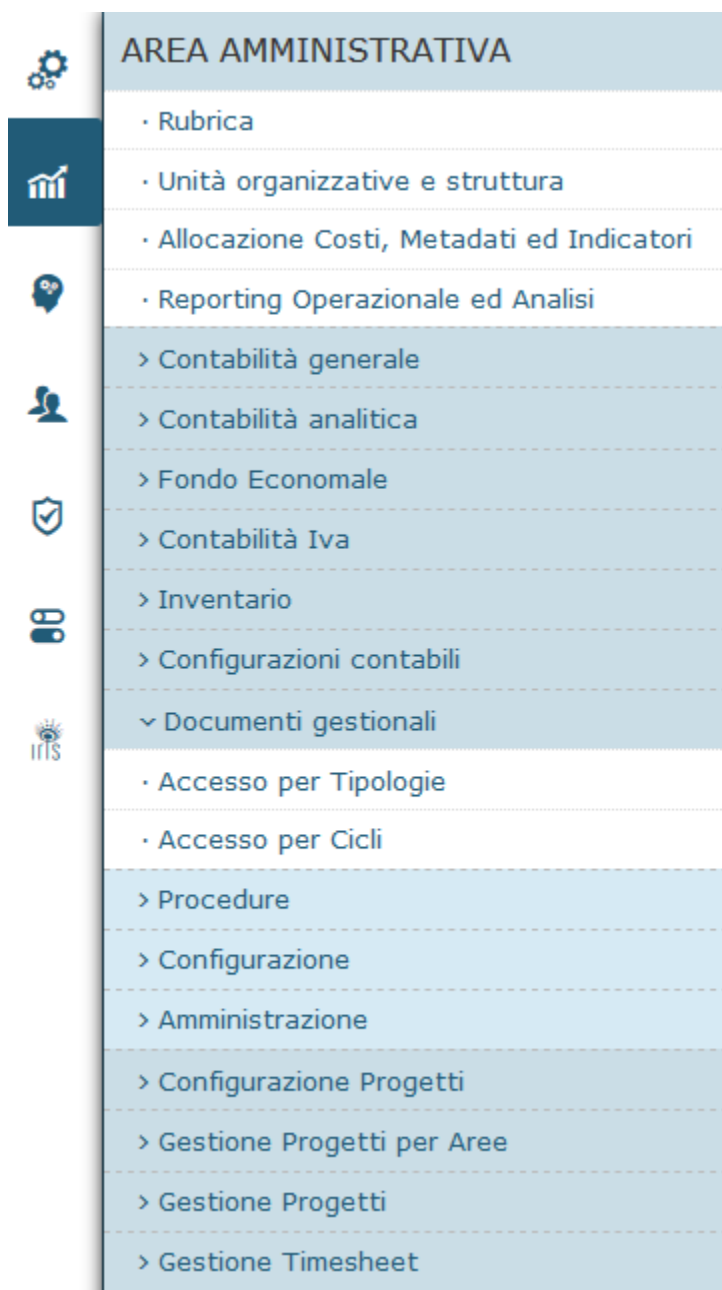 AREA AMMINISTRATIVA
· Rubrica
· Unità organizzative e struttura
· Allocazione Costi, Metadati ed Indicatori
· Reporting Operazionale ed Analisi
> Contabilità generale
> Contabilità analitica
> Fondo Economale
> Contabilità Iva
> Inventario
> Configurazioni contabili
Documenti gestionali
· Accesso per Tipologie
· Accesso per Cicli
> Procedure
> Configurazione
> Amministrazione
> Configurazione Progetti
> Gestione Progetti per Aree
> Gestione Progetti
> Gestione Timesheet
IRIS